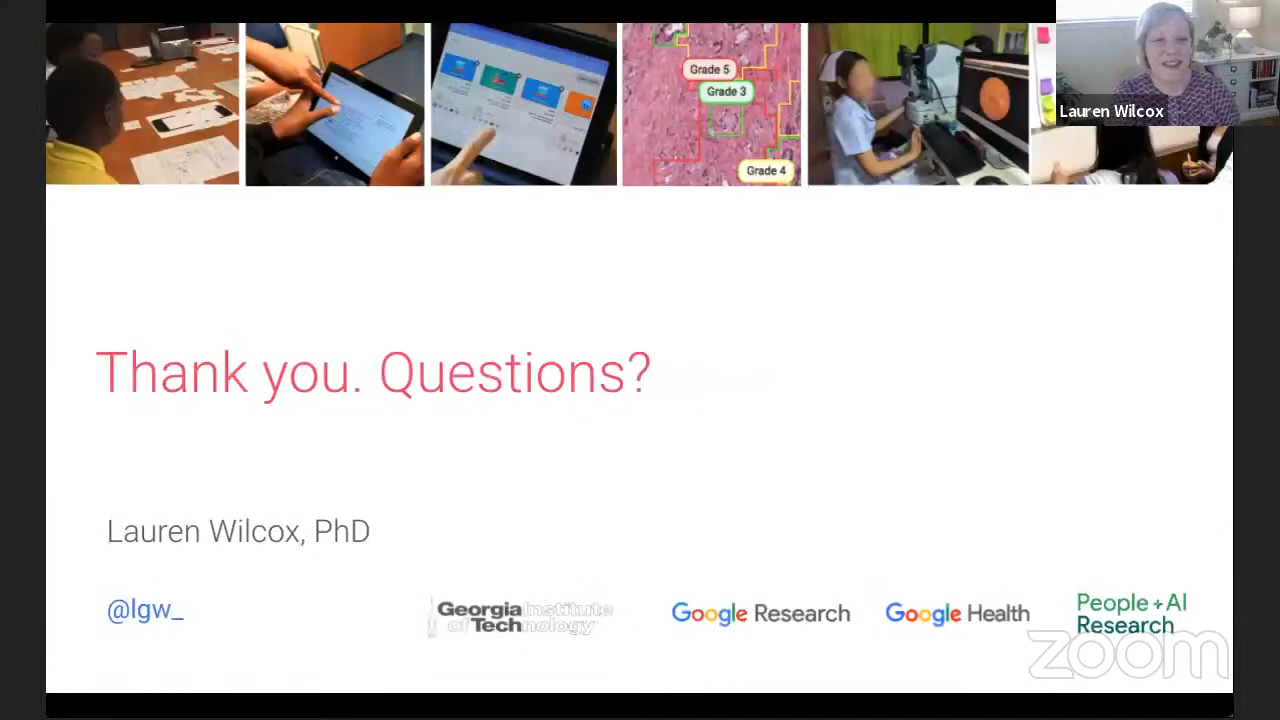 Grade 5
Grade 3
Grade 4
Lauren Wilcox
Thank you. Questions?
Lauren Wilcox, PhD
@lgw_
Georgia Institute
of Technology
Google Research
Google Health
People + AI
Research
zoom